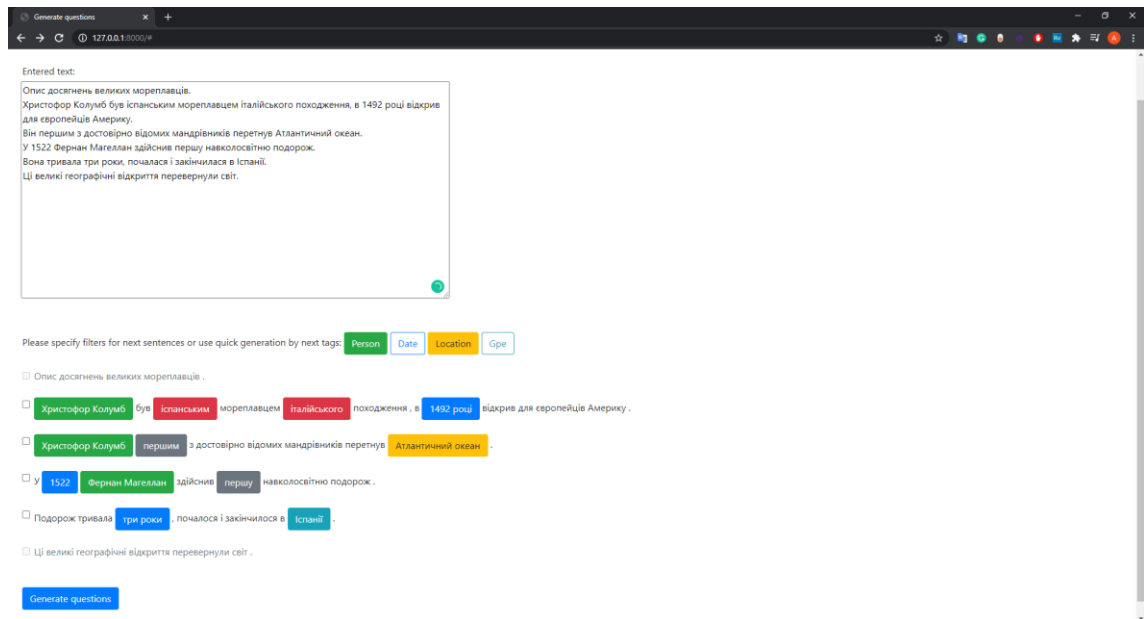 Generate questions
127.0.0.1:8000/#
Entered text:
Опис досягнень великих мореплавців.
Христофор Колумб був іспанським мореплавцем італійського походження, в 1492 році відкрив
для європейців Америку.
Він першим з достовірно відомих мандрівників перетнув Атлантичний океан.
У 1522 Фернан Магеллан здійснив першу навколосвітню подорож.
Вона тривала три роки, почалася і закінчилася в Іспанії.
Ці великі географічні відкриття перевернули світ.
Please specify filters for next sentences or use quick generation by next tags: Person Date Location Gpe
Опис досягнень великих мореплавців .
Христофор Колумб був іспанським мореплавцем італійського походження , в 1492 році відкрив для європейців Америку .
Христофор Колумб першим з достовірно відомих мандрівників перетнув Атлантичний океан .
У 1522 Фернан Магеллан здійснив першу навколосвітню подорож .
Подорож тривала три роки , почалося і закінчилося в Іспанії .
Ці великі географічні відкриття перевернули світ .
Generate questions